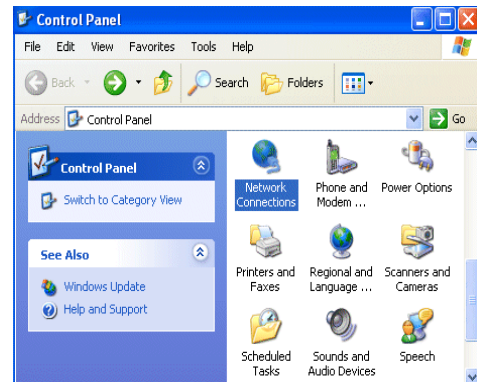 Control Panel
File Edit View Favorites Tools Help
Back Search Folders
Address Control Panel Go
Control Panel
Switch to Category View
See Also
Windows Update
Help and Support
Network
Connections
Phone and
Modem ...
Power Options
Printers and
Faxes
Regional and
Language ...
Scanners and
Cameras
Scheduled
Tasks
Sounds and
Audio Devices
Speech